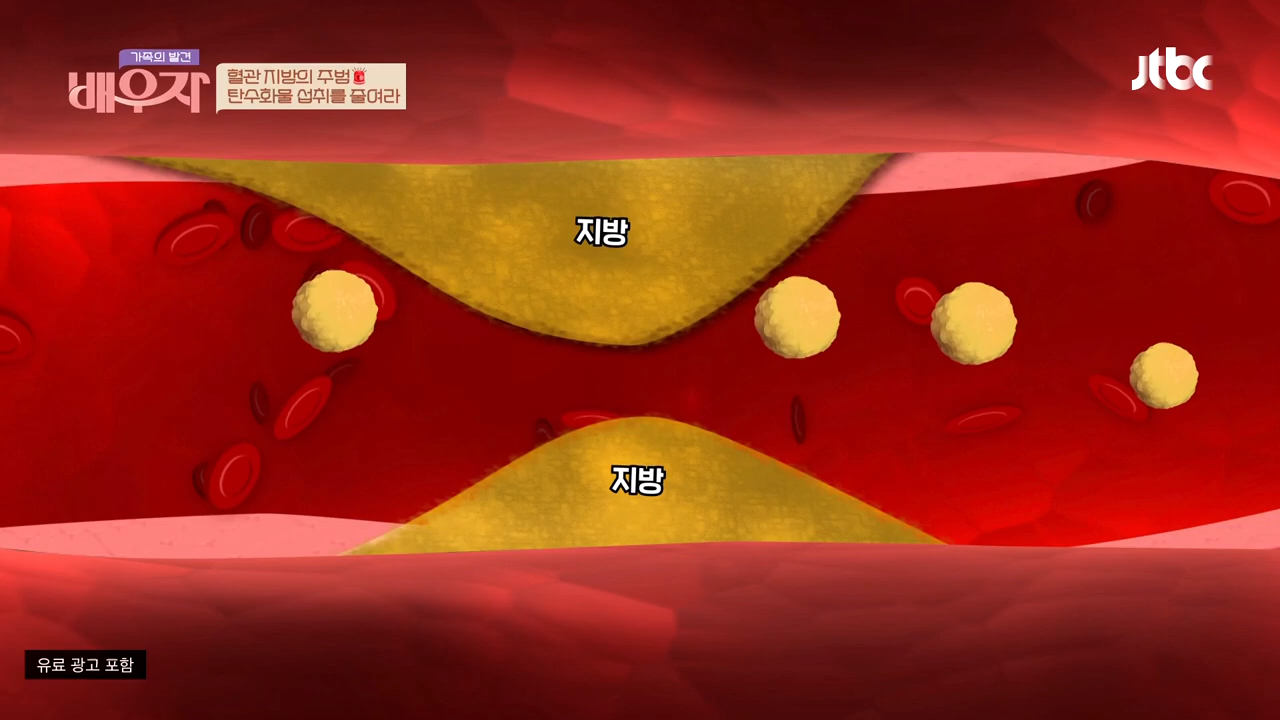 가족의 발견
배우자
혈관 지방의 주범
탄수화물 섭취를 줄여라
jtbc
지방
지방
유료 광고 포함